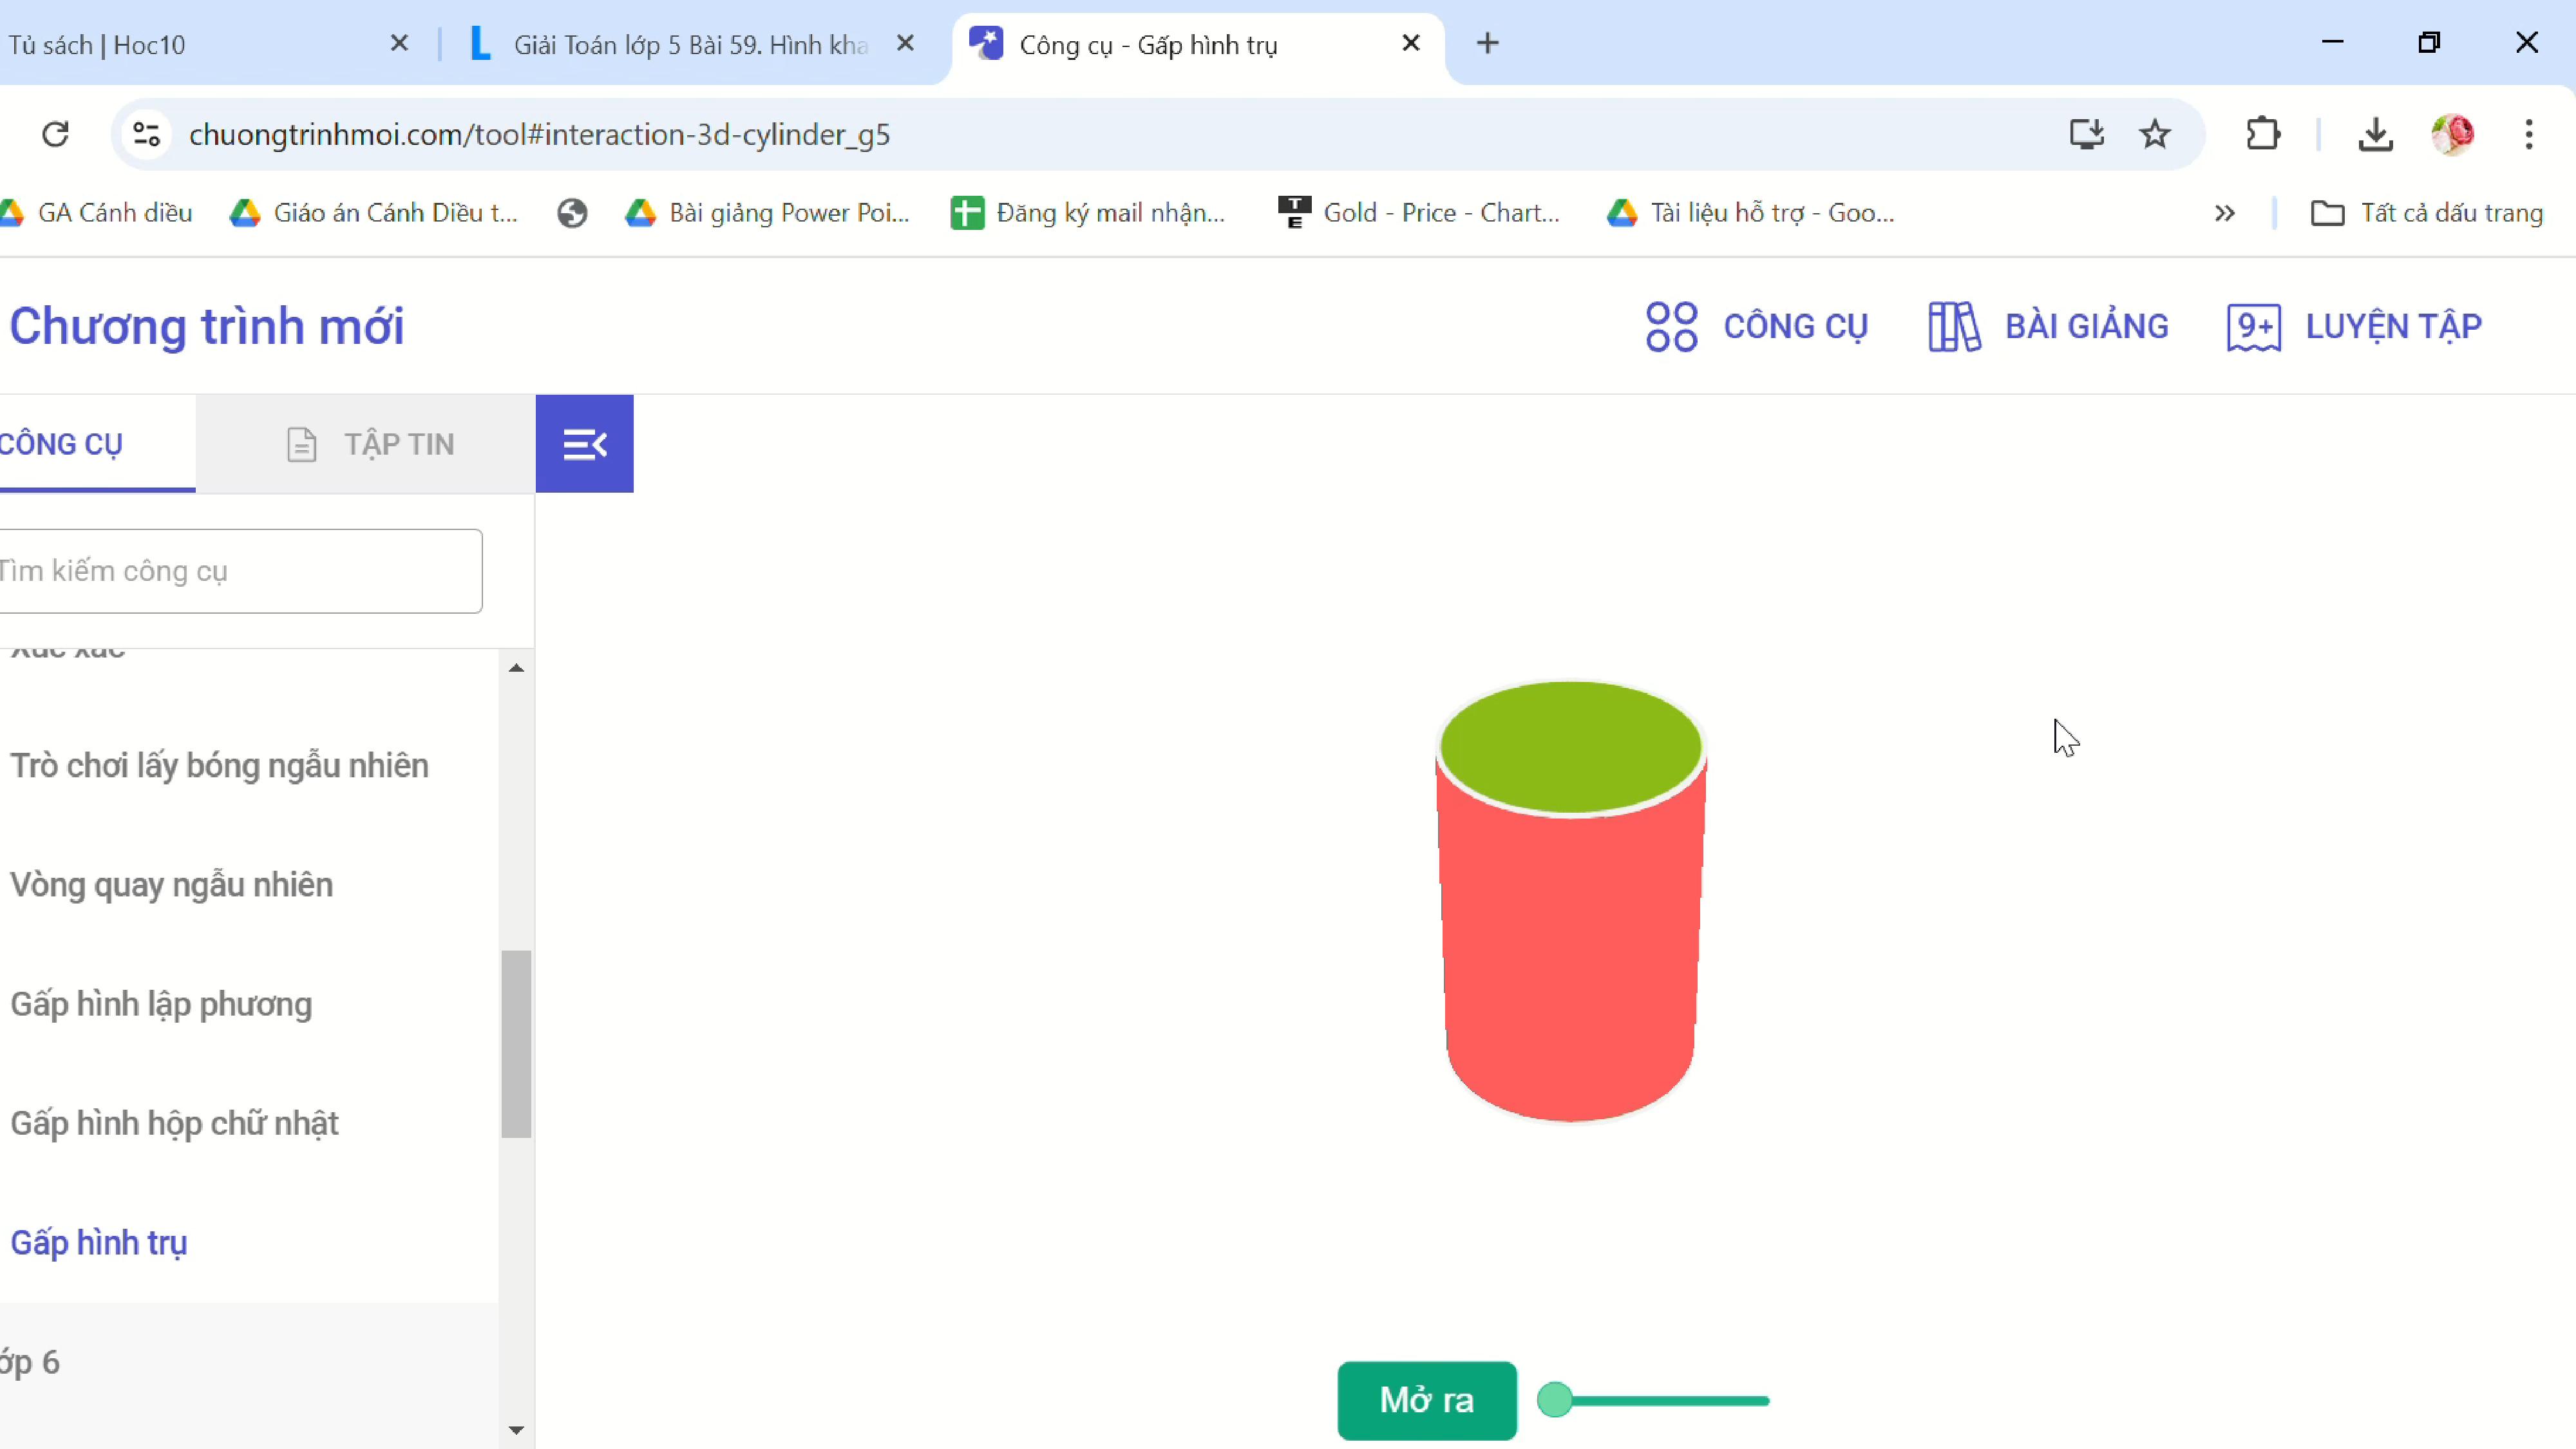 Tủ sách | Hoc10
Giải Toán lớp 5 Bài 59. Hình kha
Công cụ - Gấp hình trụ
chuongtrinhmoi.com/tool#interaction-3d-cylinder_g5
GA Cánh diều
Giáo án Cánh Diều t...
Bài giảng Power Poi...
Đăng ký mail nhận...
T
E
Gold - Price - Chart...
Tài liệu hỗ trợ - Goo...
Tất cả dấu trang
Chương trình mới
CÔNG CỤ
BÀI GIẢNG
9+
LUYỆN TẬP
CÔNG CỤ
TẬP TIN
Tìm kiếm công cụ
Trò chơi lấy bóng ngẫu nhiên
Vòng quay ngẫu nhiên
Gấp hình lập phương
Gấp hình hộp chữ nhật
Gấp hình trụ
ớp 6
Mở ra